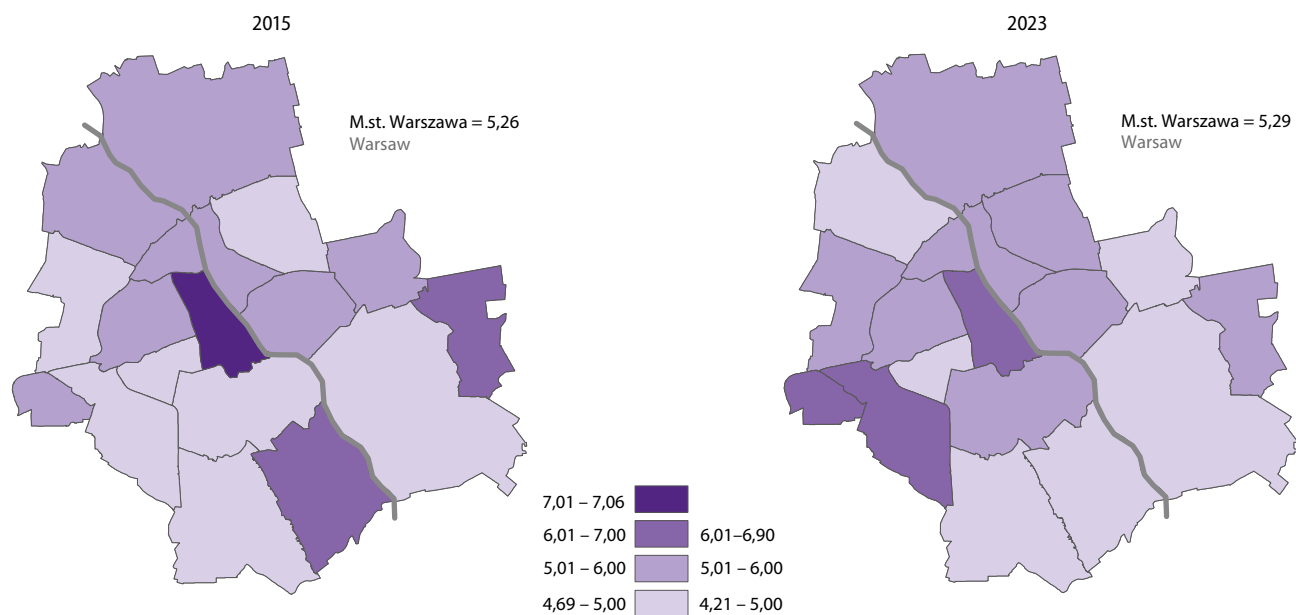 2015
2023
M.st. Warszawa = 5,26
Warsaw
M.st. Warszawa = 5,29
Warsaw
7,01 – 7,06
6,01 – 7,00 6,01–6,90
5,01 – 6,00 5,01 – 6,00
4,69 – 5,00 4,21 – 5,00